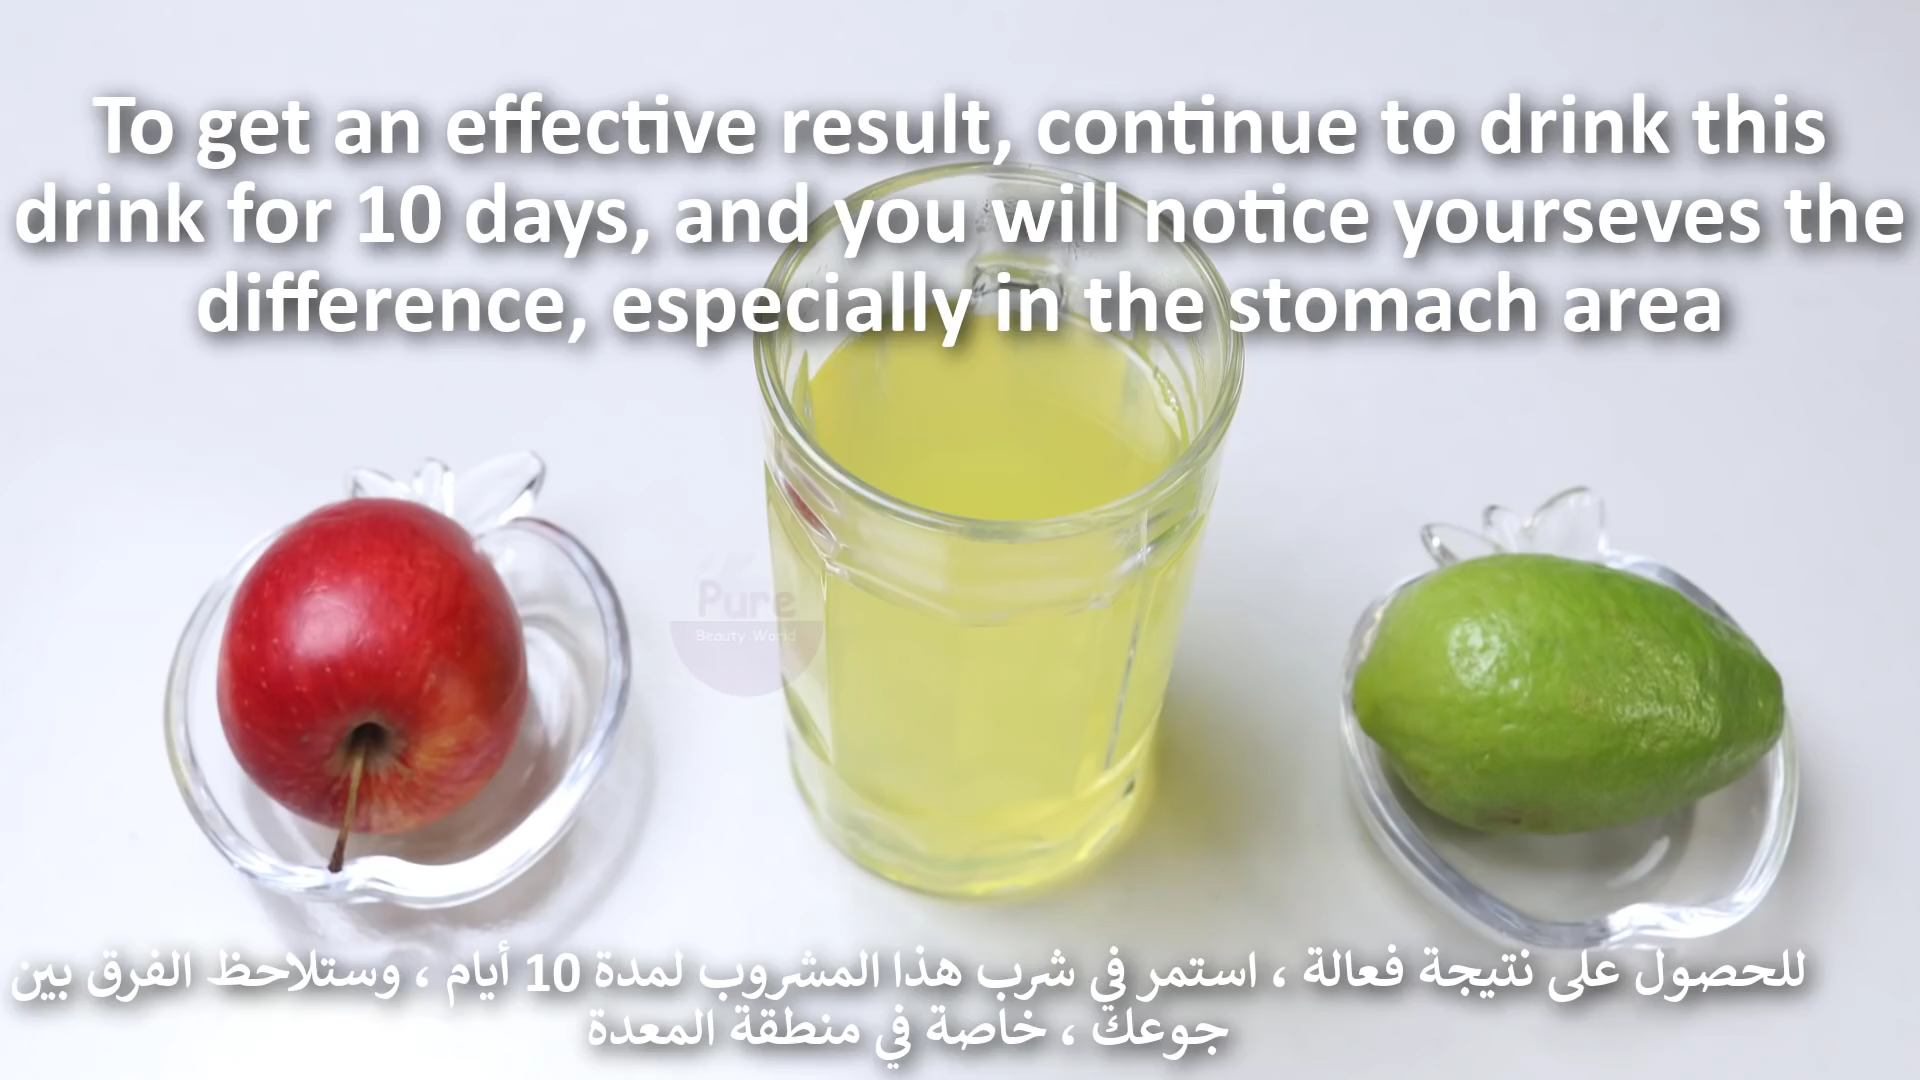 To get an effective result, continue to drink this
drink for 10 days, and you will notice yourseves the
difference, especially in the stomach area
Pure
Beauty World
للحصول على نتيجة فعالة ، استمر في شرب هذا المشروب لمدة 10 أيام ، وستلاحظ الفرق بين
جوعك ، خاصة في منطقة المعدة